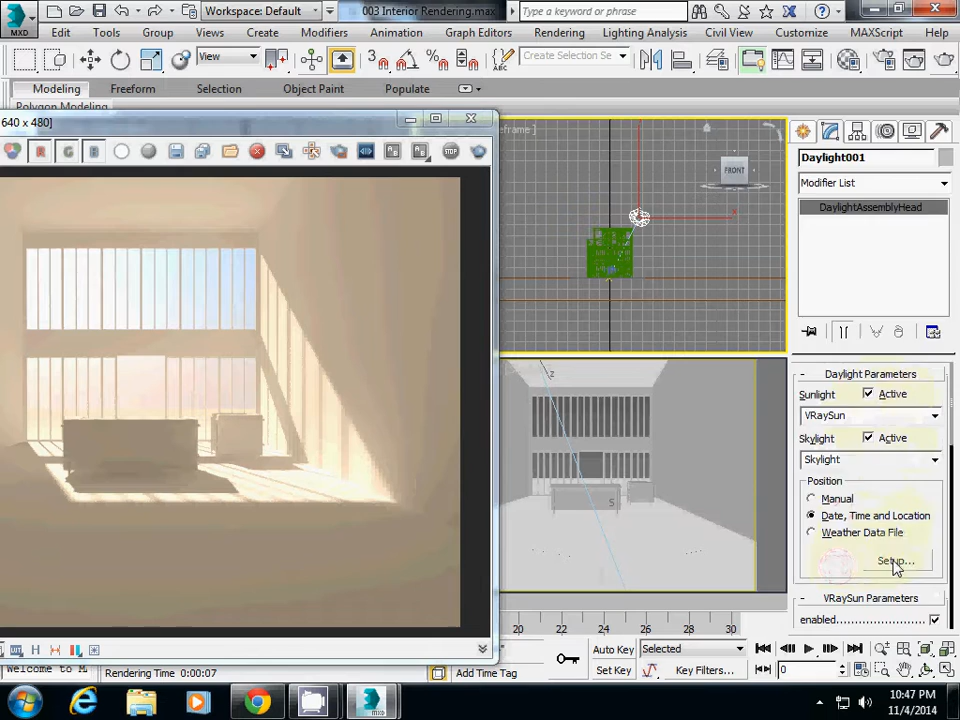 MXD Workspace: Default 003 Interior Rendering.max Type a keyword or phrase
Edit Tools Group Views Create Modifiers Animation Graph Editors Rendering Lighting Analysis Civil View Customize MAXScript Help
View 3 Create Selection Se
Modeling Freeform Selection Object Paint Populate
Polygon Modeling
640 x 480]
eframe ]
R G B
STOP
FRONT
x
z
S
Daylight001
Modifier List
DaylightAssemblyHead
- Daylight Parameters
Sunlight Active
VRaySun
Skylight Active
Skylight
Position
Manual
Date, Time and Location
Weather Data File
Setup...
- VRaySun Parameters
enabled
H
20 22 24 26 28 30
Auto Key Selected
Set Key Key Filters... 0
Welcome to M Rendering Time 0:00:07 Add Time Tag
MXD
10:47 PM
11/4/2014